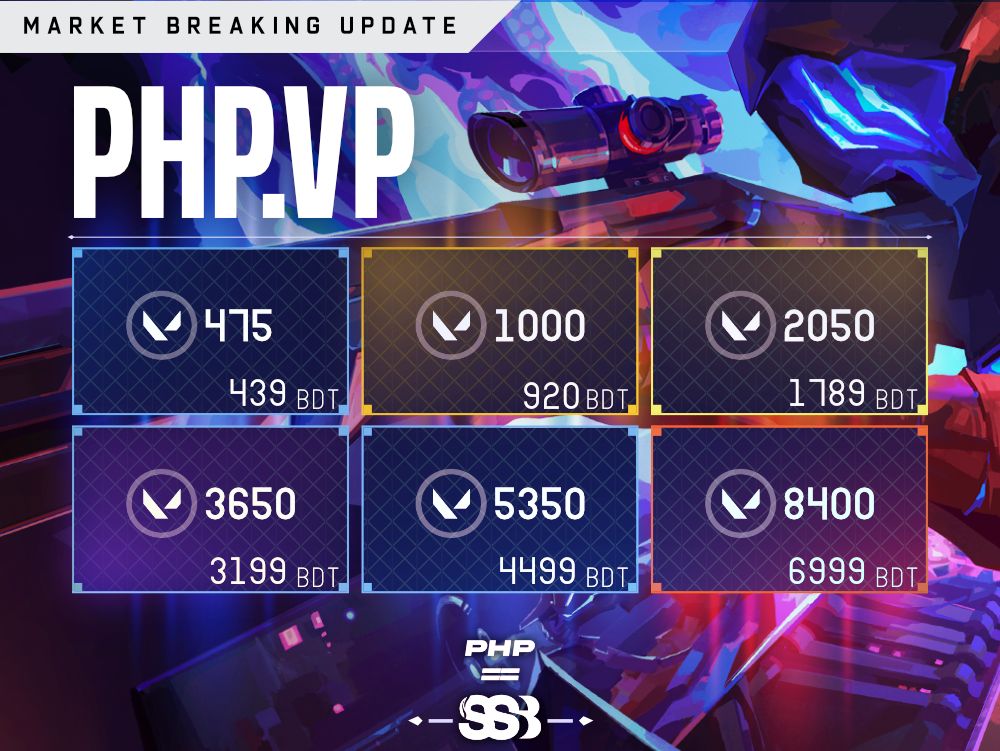 MARKET BREAKING UPDATE
PHP.VP
475
439 BDT
1000
920 BDT
2050
1789 BDT
3650
3199 BDT
5350
4499 BDT
8400
6999 BDT
PHP
SSB